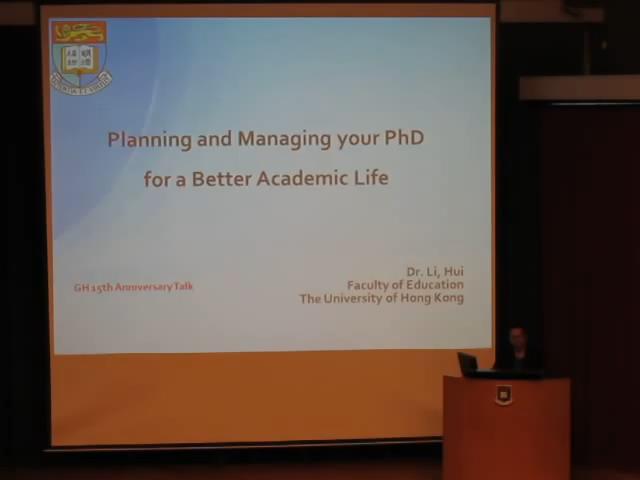 Planning and Managing your PhD
for a Better Academic Life
GH 15th Anniversary Talk
Dr. Li, Hui
Faculty of Education
The University of Hong Kong